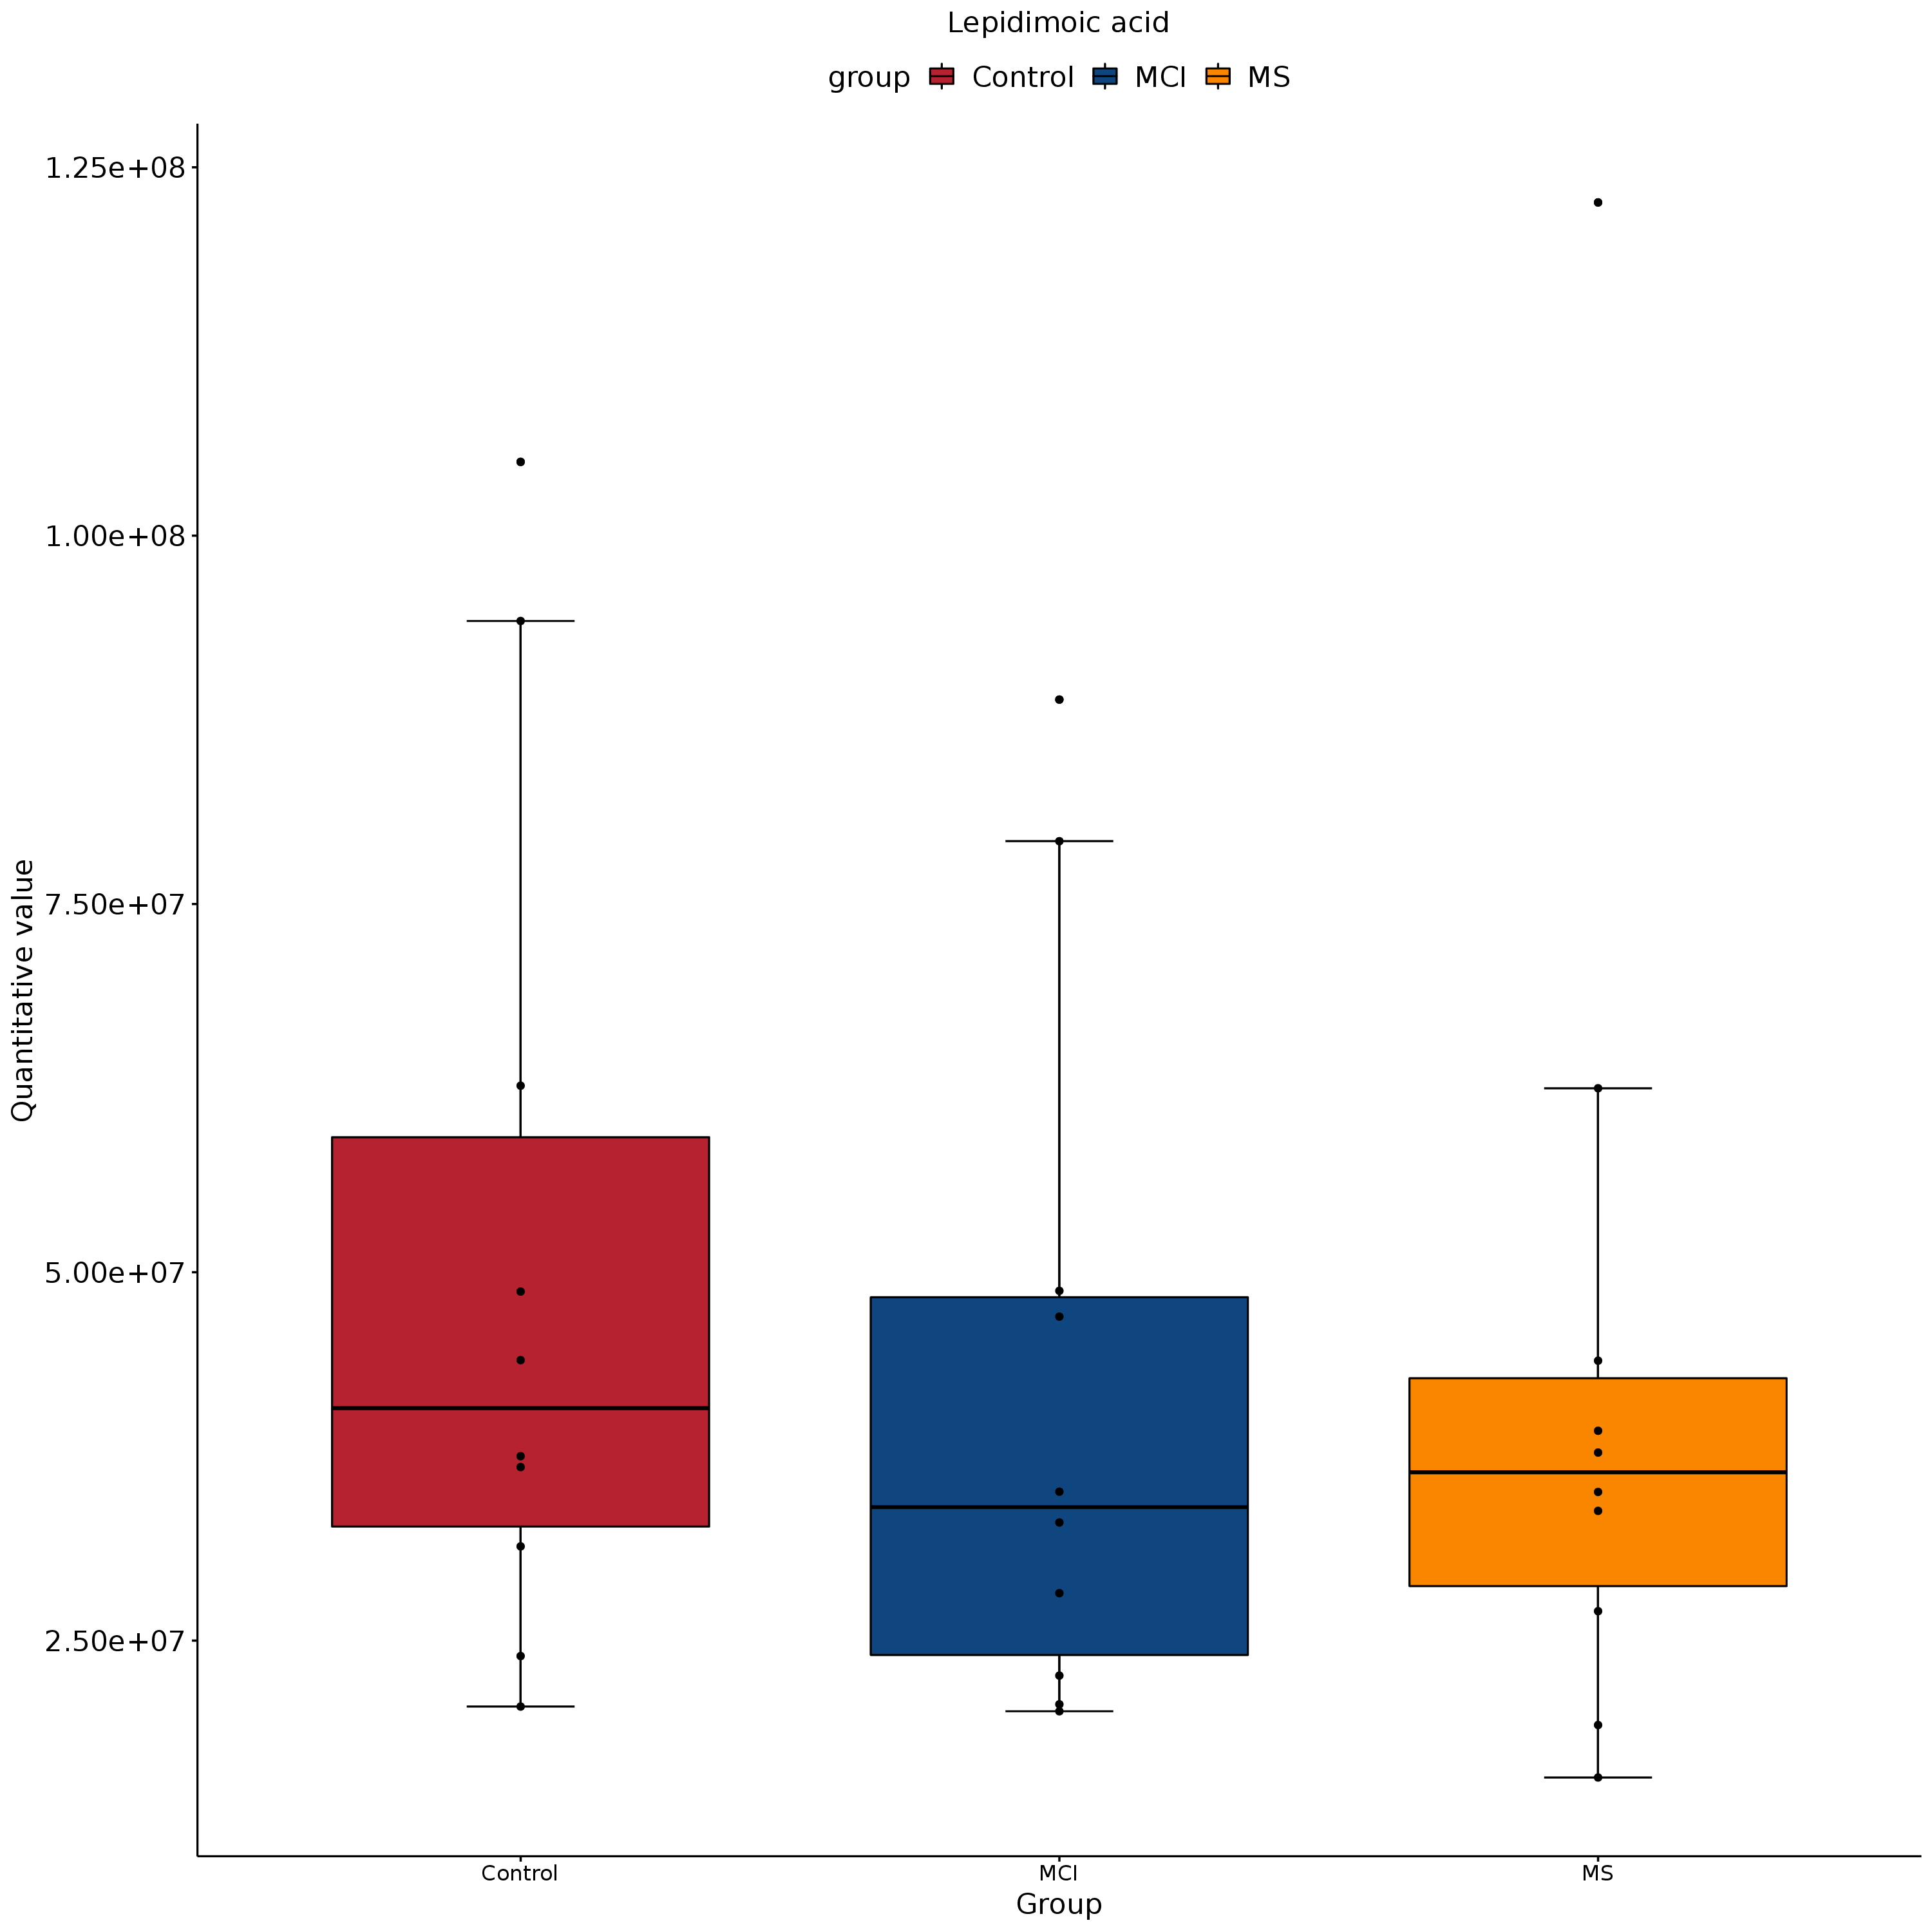 Lepidimoic acid
group Control MCI MS
1.25e+08
1.00e+08
7.50e+07
5.00e+07
2.50e+07
Quantitative value
Control MCI MS
Group